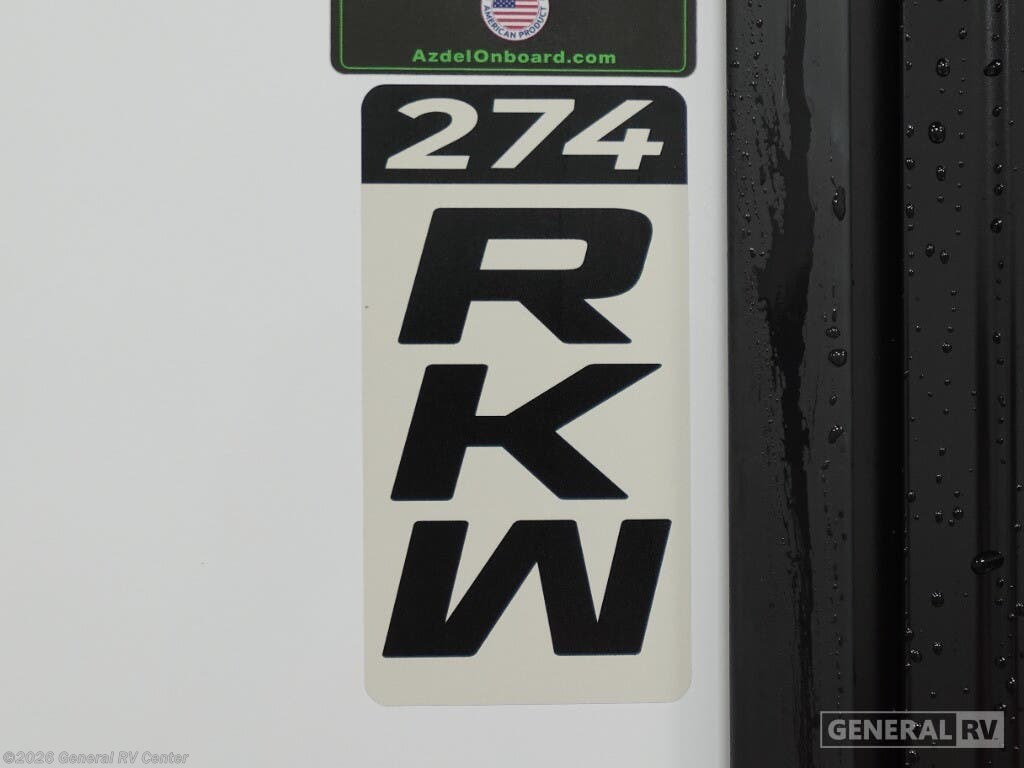 AMERICAN PRODUCT
AzdelOnboard.com
274
R
K
W
GENERAL RV
©2026 General RV Center